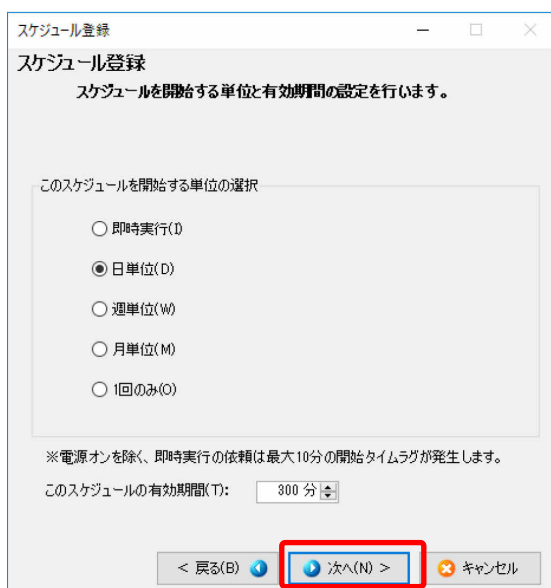 スケジュール登録
スケジュール登録
スケジュールを開始する単位と有効期間の設定を行います。
このスケジュールを開始する単位の選択
即時実行(I)
日単位(D)
週単位(W)
月単位(M)
1回のみ(O)
※電源オンを除く、即時実行の依頼は最大10分の開始タイムラグが発生します。
このスケジュールの有効期間(T): 300 分
< 戻る(B) 次へ(N) > キャンセル